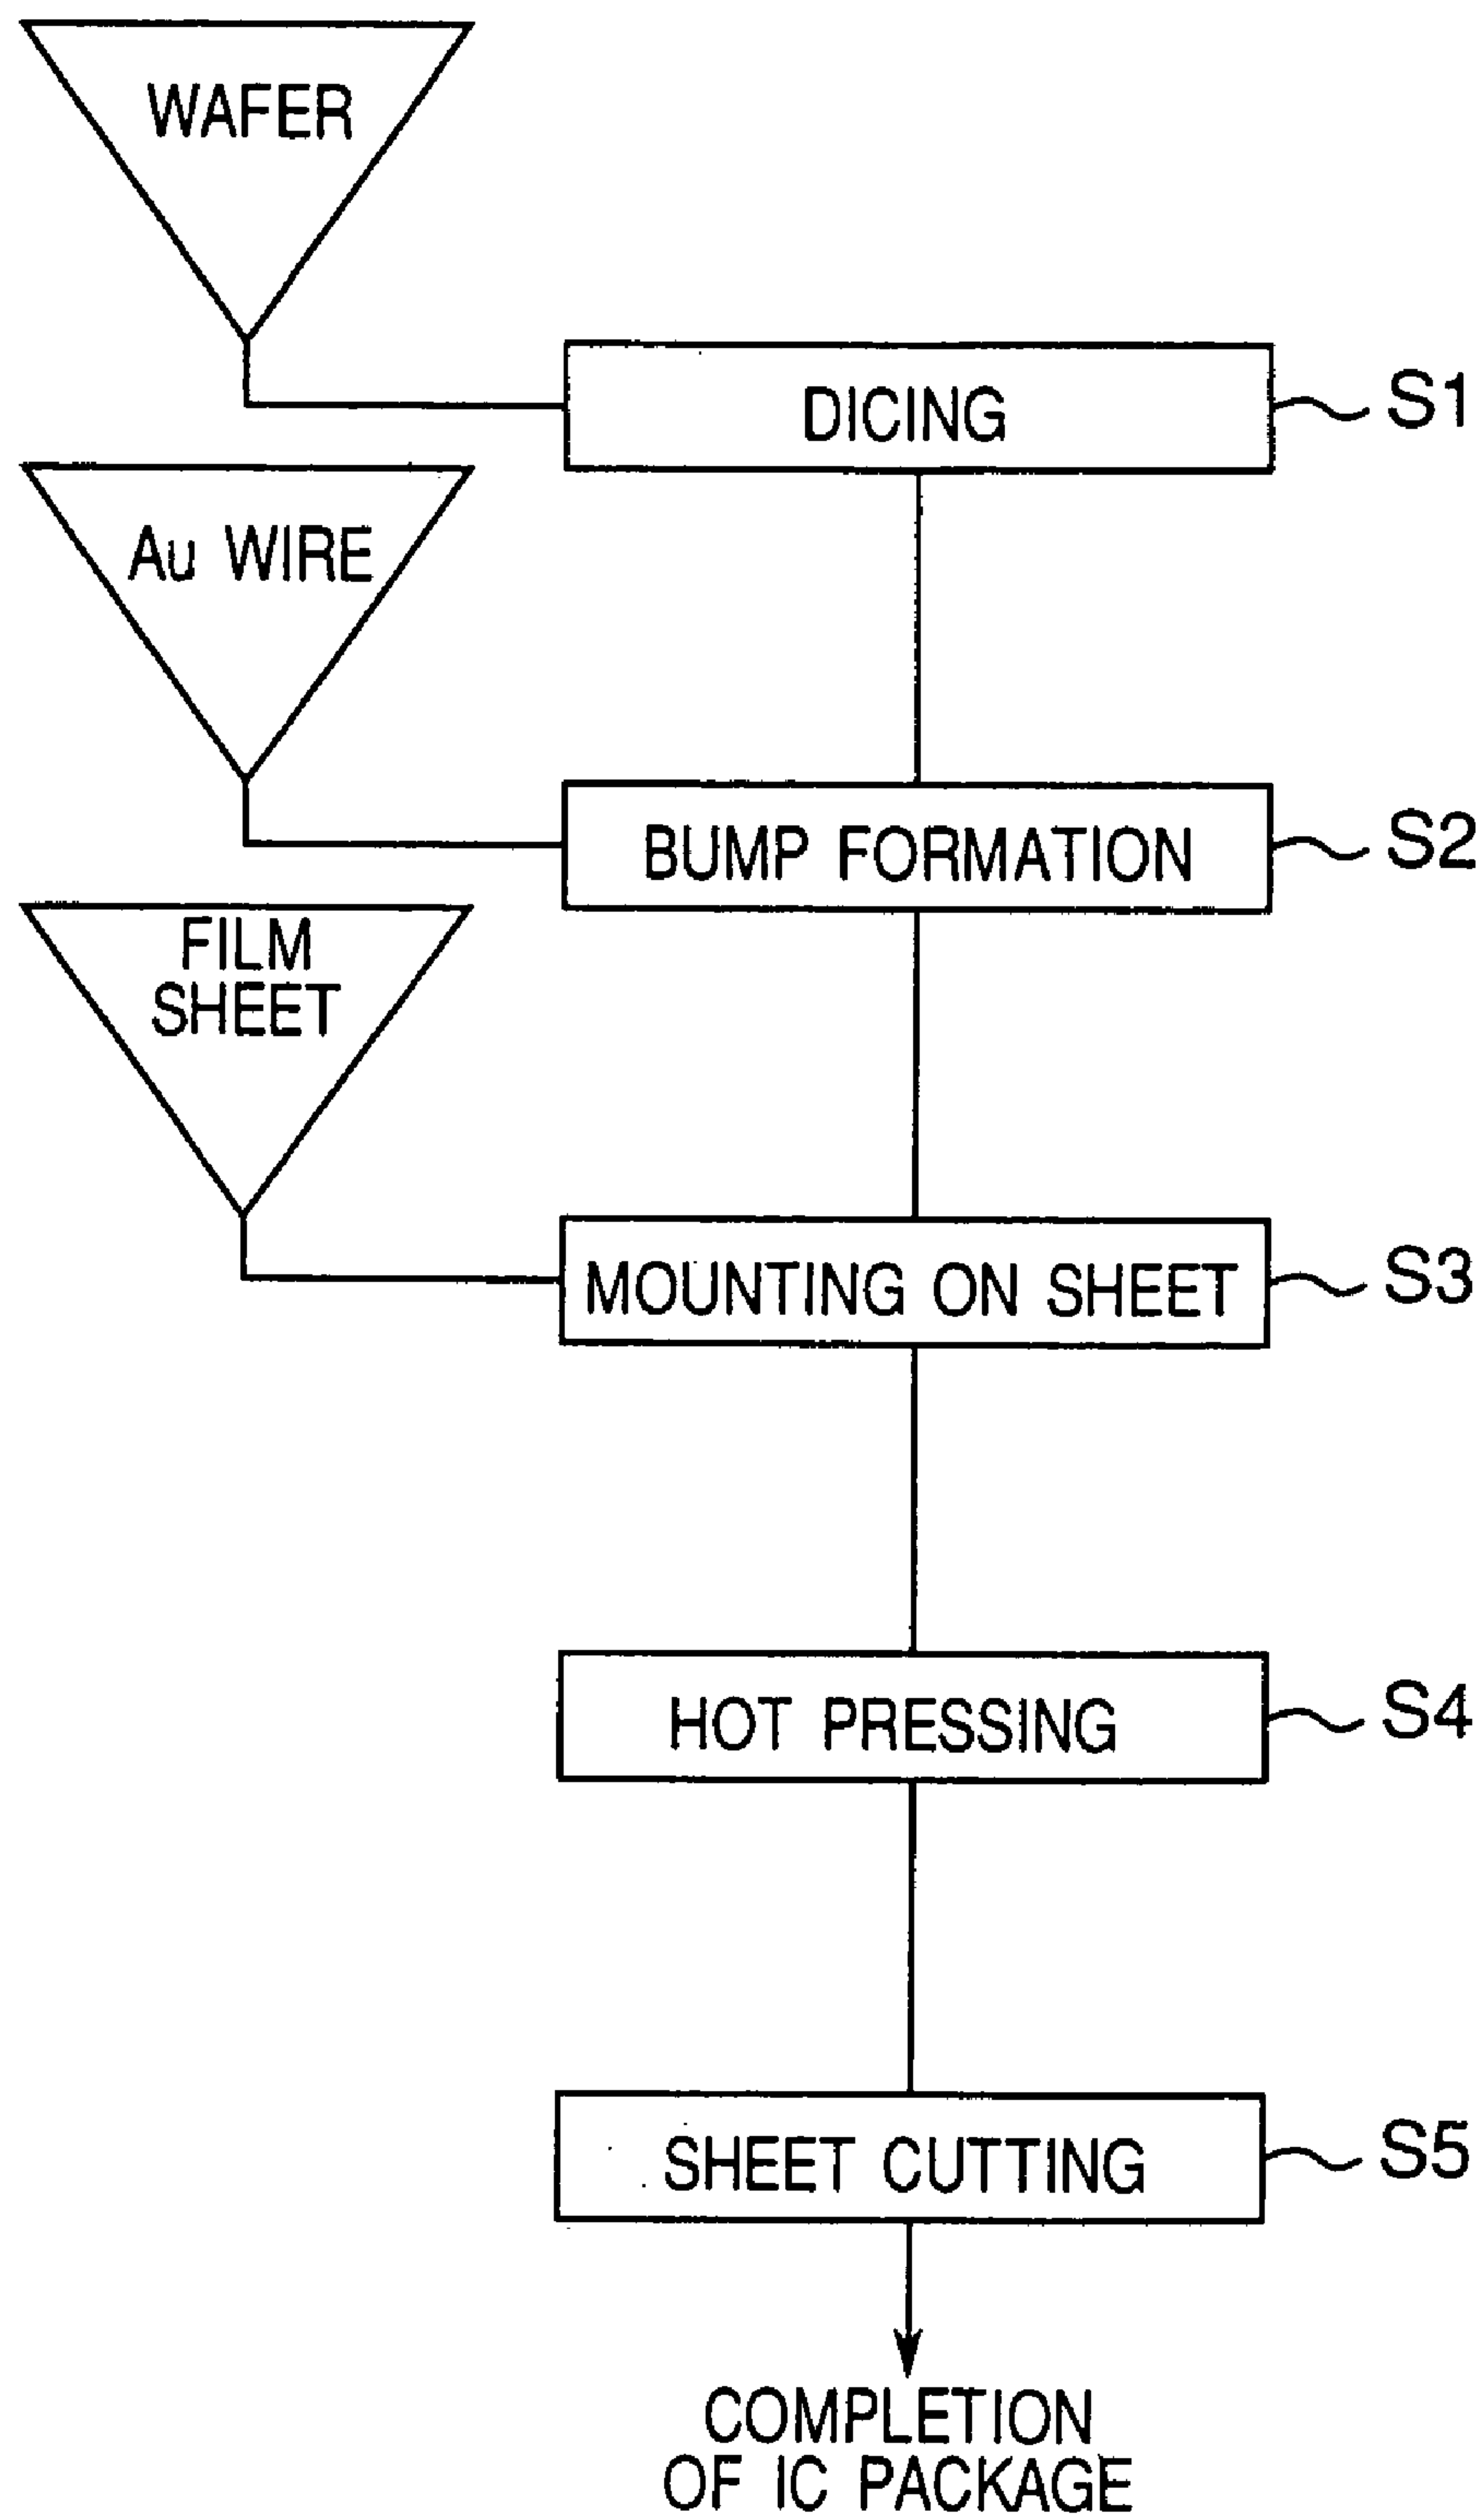 WAFER
DICING
S1
Au WIRE
BUMP FORMATION
S2
FILM
SHEET
MOUNTING ON SHEET
S3
HOT PRESSING
S4
SHEET CUTTING
S5
COMPLETION
OF IC PACKAGE